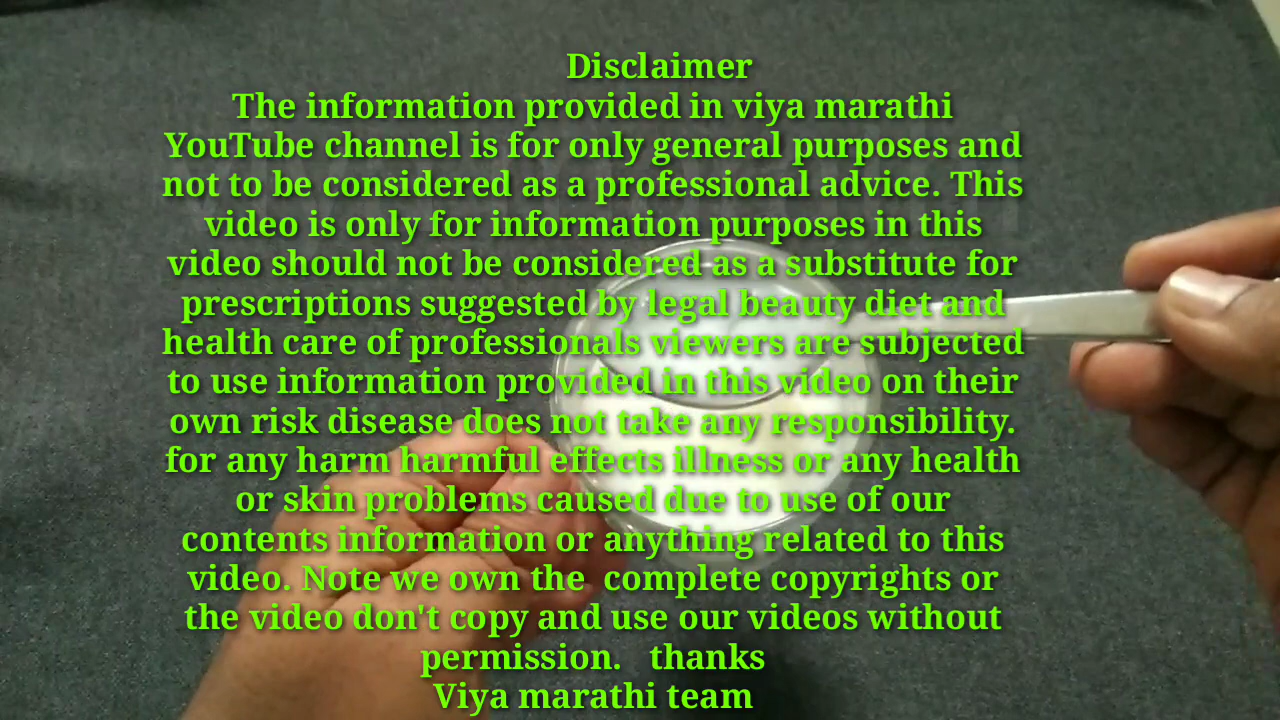 Disclaimer
The information provided in viya marathi
YouTube channel is for only general purposes and
not to be considered as a professional advice. This
video is only for information purposes in this
video should not be considered as a substitute for
prescriptions suggested by legal beauty diet and
health care of professionals viewers are subjected
to use information provided in this video on their
own risk disease does not take any responsibility.
for any harm harmful effects illness or any health
or skin problems caused due to use of our
contents information or anything related to this
video. Note we own the  complete copyrights or
the video don't copy and use our videos without
permission.   thanks
Viya marathi team